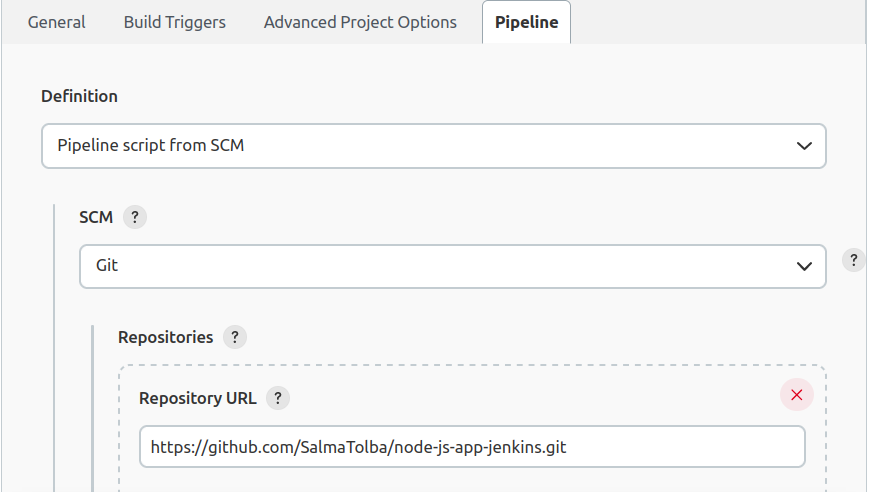 General Build Triggers Advanced Project Options Pipeline
Definition
Pipeline script from SCM
SCM ?
Git
?
Repositories ?
Repository URL ?
https://github.com/SalmaTolba/node-js-app-jenkins.git